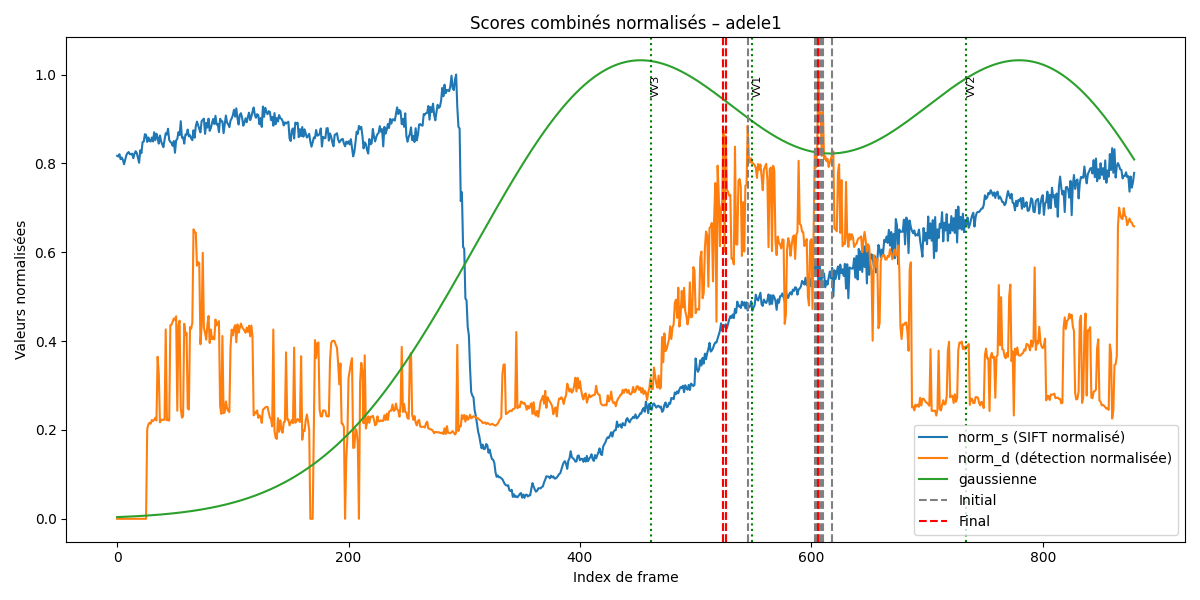 Scores combinés normalisés – adele1
Valeurs normalisées
1.0
0.8
0.6
0.4
0.2
0.0
VV3
VV1
VV2
norm_s (SIFT normalisé)
norm_d (détection normalisée)
gaussienne
Initial
Final
0
200
400
600
800
Index de frame